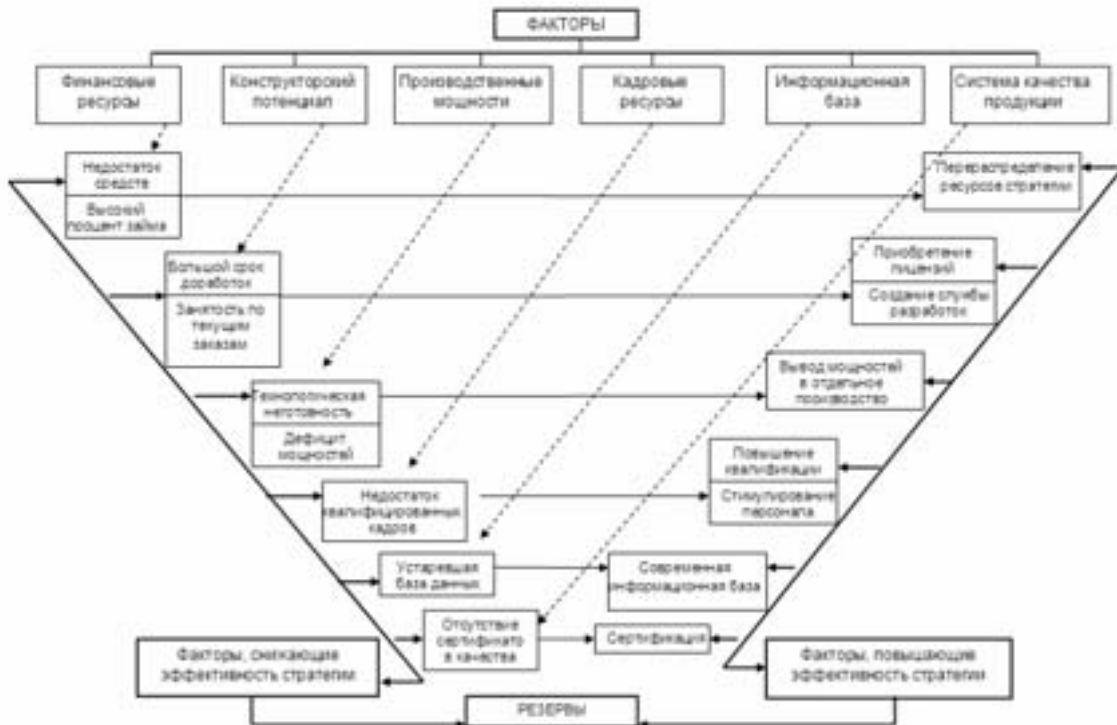 ФАКТОРЫ
Финансовые
ресурсы
Конструкторский
потенциал
Производственные
мощности
Кадровые
ресурсы
Информационная
база
Система качества
продукции
Недостаток
средств
Высокий
процент займа
Перераспределение
ресурсов стратегии
Большой срок
доработок
Занятость по
текущим
заказам
Приобретение
лицензий
Создание службы
разработок
Технологическая
неготовность
Дефицит
мощностей
Вывод мощностей
в отдельное
производство
Недостаток
квалифицированных
кадров
Повышение
квалификации
Стимулирование
персонала
Устаревшая
база данных
Современная
информационная база
Отсутствие
сертификато
в качества
Сертификация
Факторы, снижающие
эффективность стратегии
Факторы, повышающие
эффективность стратегии
РЕЗЕРВЫ